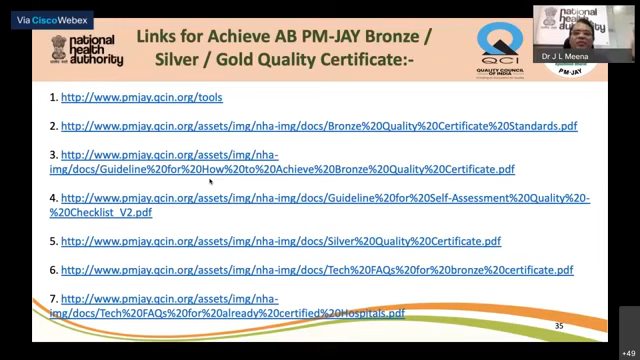 Via CiscoWebex
national
health
authority
Links for Achieve AB PM-JAY Bronze /
Silver / Gold Quality Certificate:-
QCI
QUALITY COUNCIL
OF INDIA
national
health
authority
Dr J L Meena
PM-JAY
1. http://www.pmjay.qcin.org/tools
2. http://www.pmjay.qcin.org/assets/img/nha-img/docs/Bronze%20Quality%20Certificate%20Standards.pdf
3. http://www.pmjay.qcin.org/assets/img/nha-
img/docs/Guideline%20for%20How%20to%20Achieve%20Bronze%20Quality%20Certificate.pdf
4. http://www.pmjay.qcin.org/assets/img/nha-img/docs/Guideline%20for%20Self-Assessment%20Quality%20-
%20Checklist_V2.pdf
5. http://www.pmjay.qcin.org/assets/img/nha-img/docs/Silver%20Quality%20Certificate.pdf
6. http://www.pmjay.qcin.org/assets/img/nha-img/docs/Tech%20FAQs%20for%20bronze%20certificate.pdf
7. http://www.pmjay.qcin.org/assets/img/nha-
img/docs/Tech%20FAQs%20for%20already%20certified%20Hospitals.pdf
35
+49